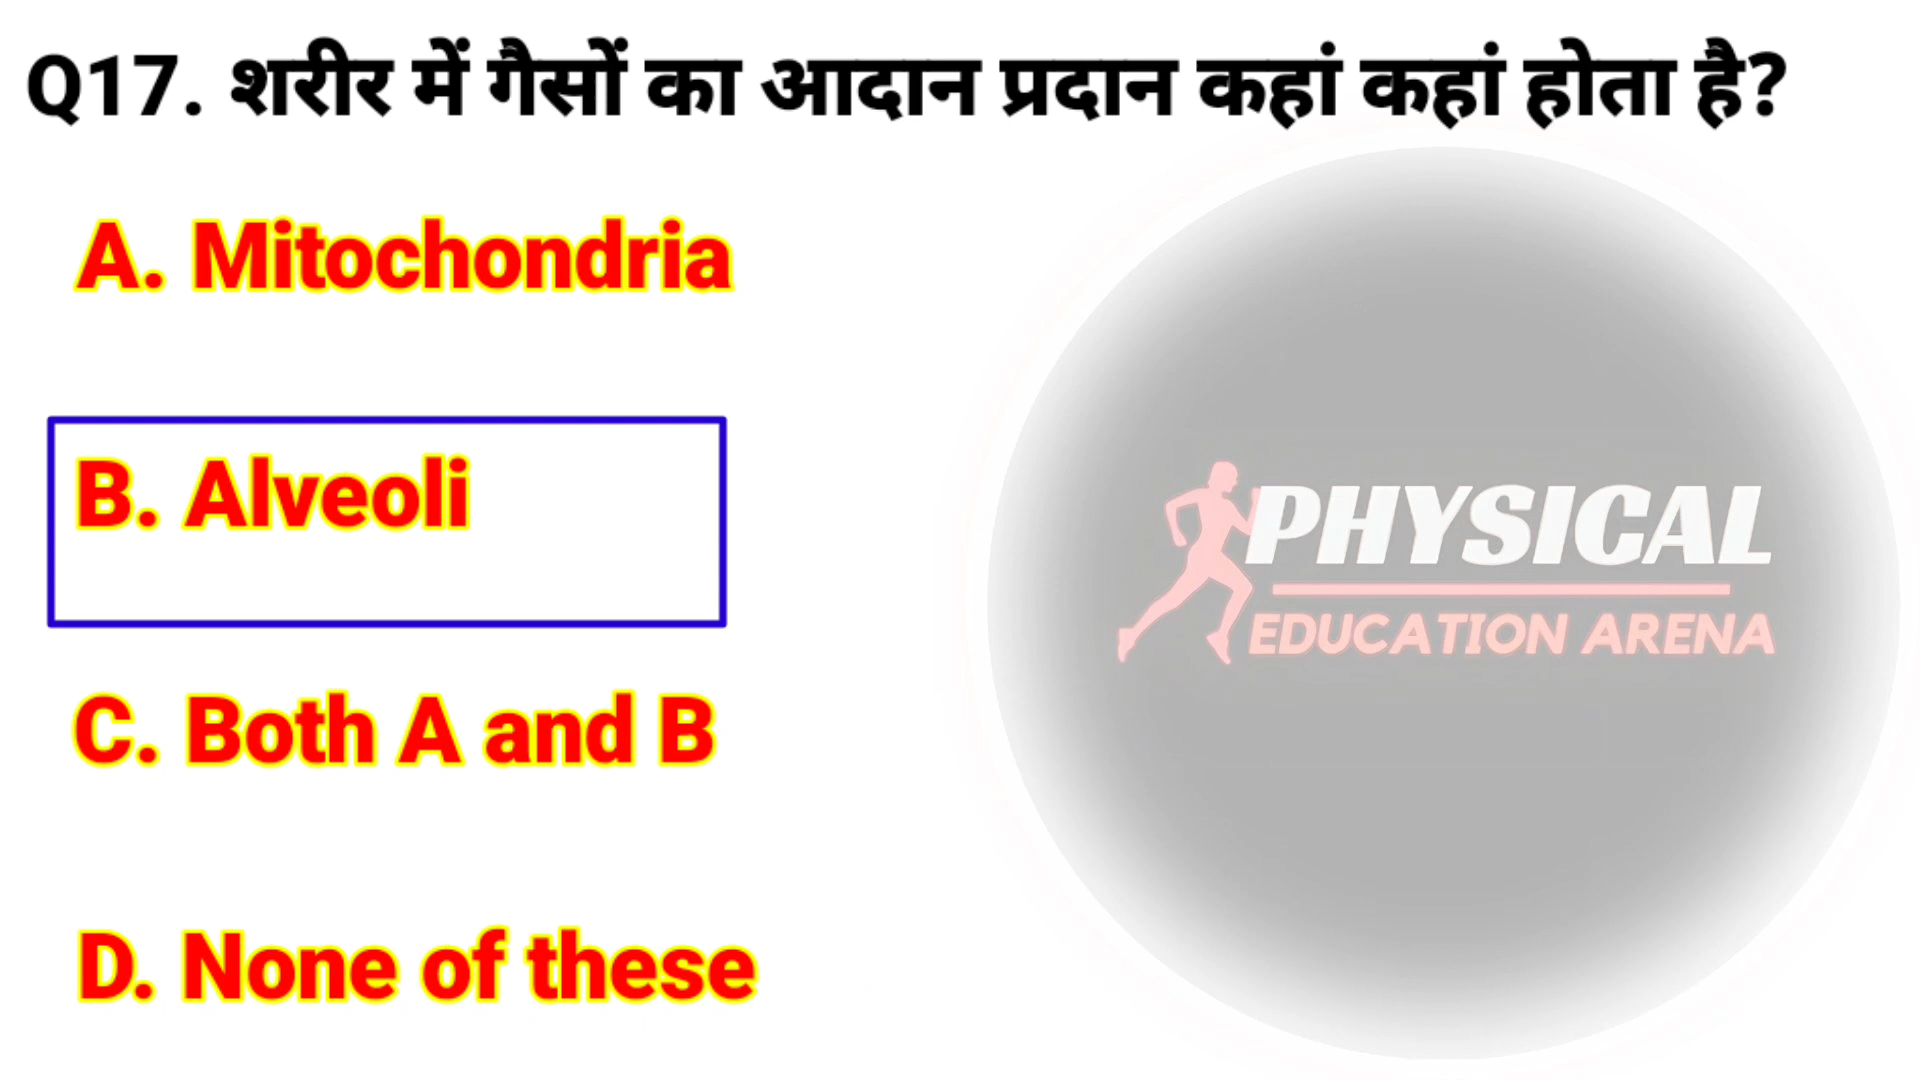 Q17. शरीर में गैसों का आदान प्रदान कहां कहां होता है?
A. Mitochondria
B. Alveoli
C. Both A and B
D. None of these
PHYSICAL
EDUCATION ARENA